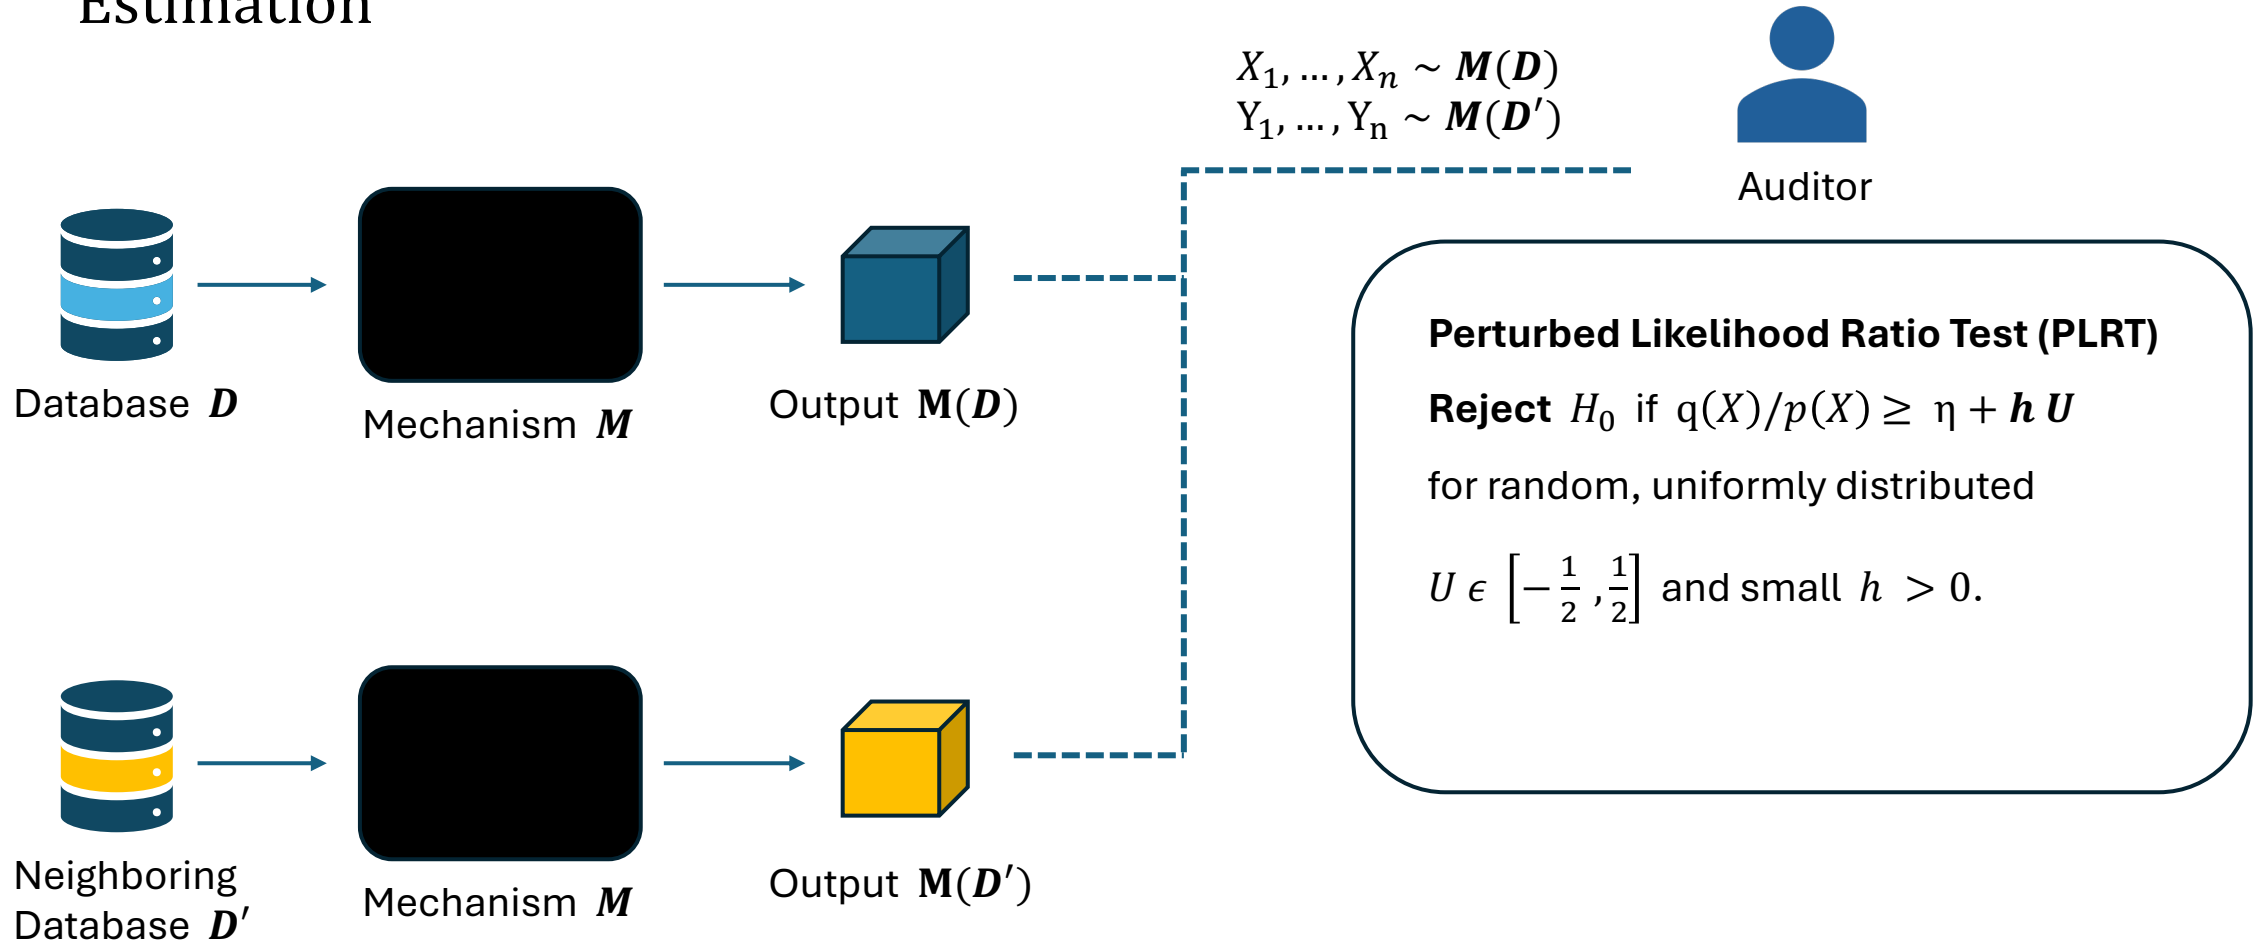 Estimation
X₁, … , Xₙ ~ M(D)
Y₁, … , Yₙ ~ M(D′)
Auditor
Database D
Mechanism M
Output M(D)
Perturbed Likelihood Ratio Test (PLRT)
Reject H₀ if q(X)/p(X) ≥ η + h U
for random, uniformly distributed
U ϵ [− 1/2 , 1/2] and small h > 0.
Neighboring
Database D′
Mechanism M
Output M(D′)